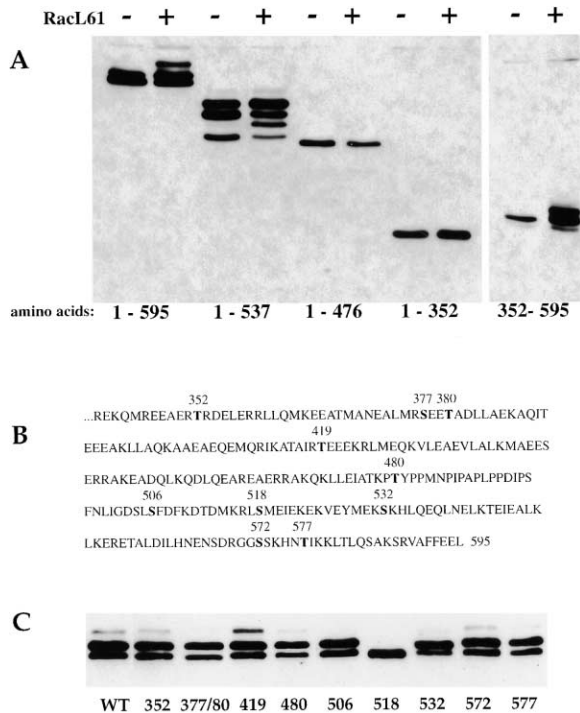 RacL61 - + - + - + - + - +
A
amino acids: 1 - 595 1 - 537 1 - 476 1 - 352 352- 595
B
352 377 380
...REKQMREEAERTRDELERRLLQMKEEATMANEALMRSEETADLLAEKAQIT
419
EEEAKLLAQKAAEAEQEMQRIKATAIRTEEEKRLMEQKVLEAEVLALKMAEES
480
ERRAKEADQLKQDLQEAREAERRAKQKLLEIATKPTYPPMNPIPAPLPPDIPS
506 518 532
FNLIGDSLSFDFKDTDMKRLSMEIEKEKVEYMEKSKHLQEQLNELKTEIEALK
572 577
LKERETALDILHNENSDRGGSSKHNTIKKLTLQSAKSRVAFFEEL 595
C
WT 352 377/80 419 480 506 518 532 572 577